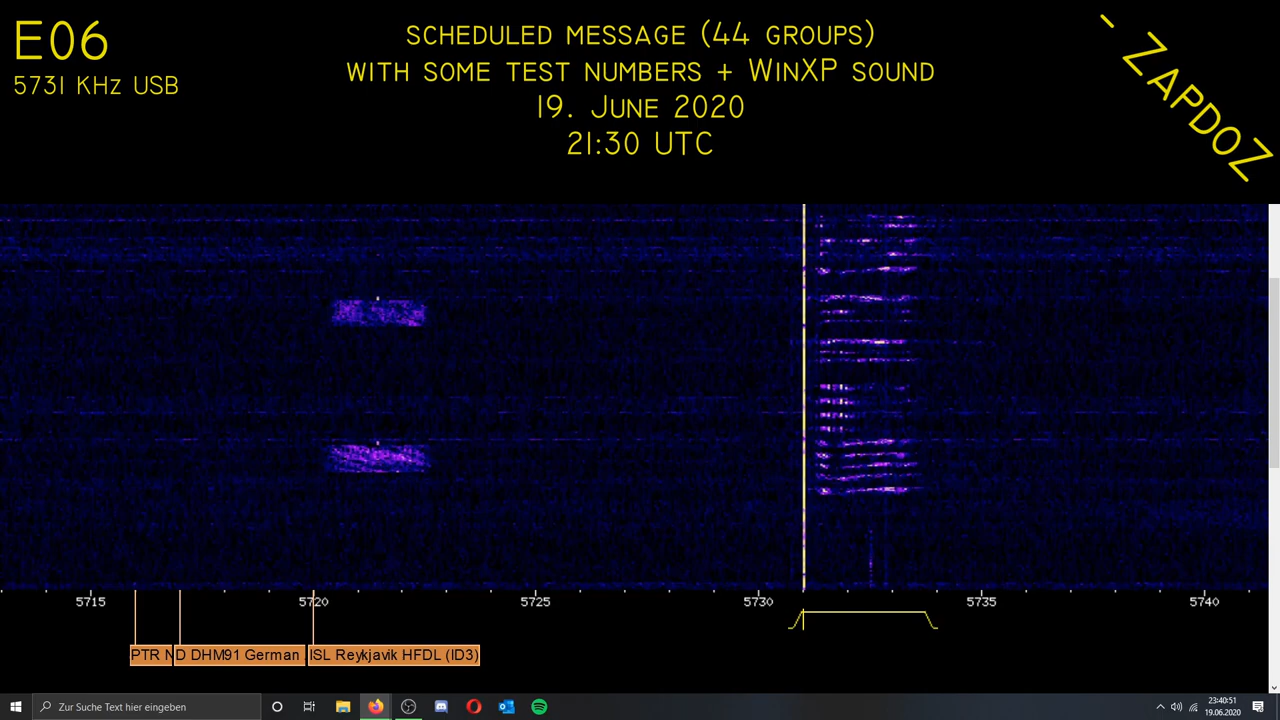 E06
5731 KHz USB
SCHEDULED MESSAGE (44 GROUPS)
WITH SOME TEST NUMBERS + WINXP SOUND
19. JUNE 2020
21:30 UTC
- ZAPDOZ
5715
5720
5725
5730
5735
5740
PTR N
D DHM91 German
ISL Reykjavik HFDL (ID3)
Zur Suche Text hier eingeben
23:40:51
19.06.2020